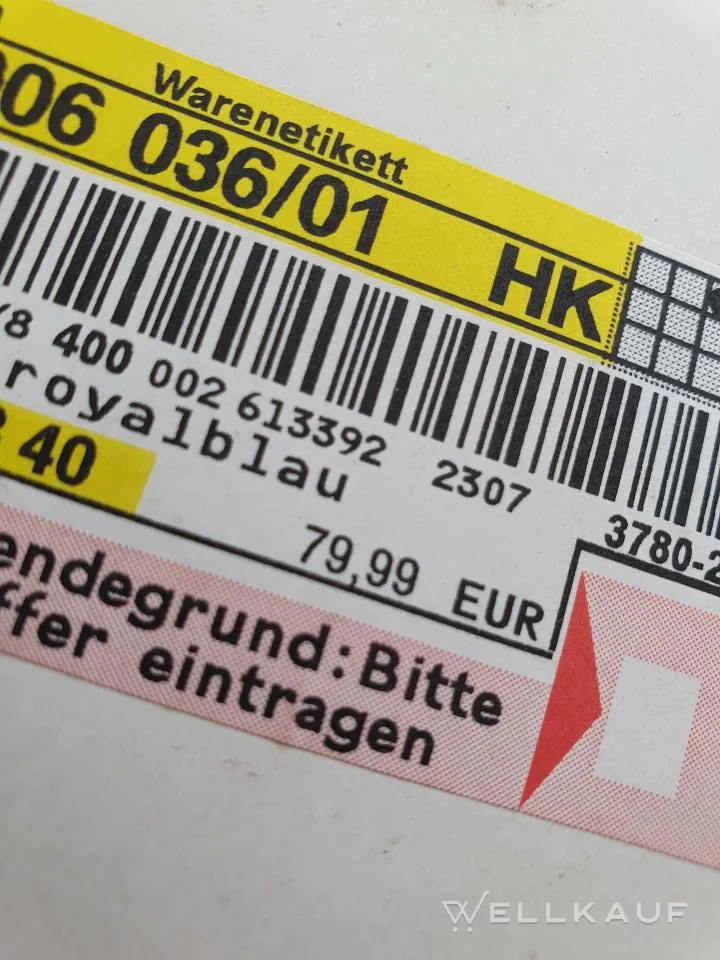 Warenetikett
06 036/01 HK
8 400 002 613392 2307 3780-2
royalblau
40
79,99 EUR
endegrund: Bitte
ffer eintragen
WELLKAUF